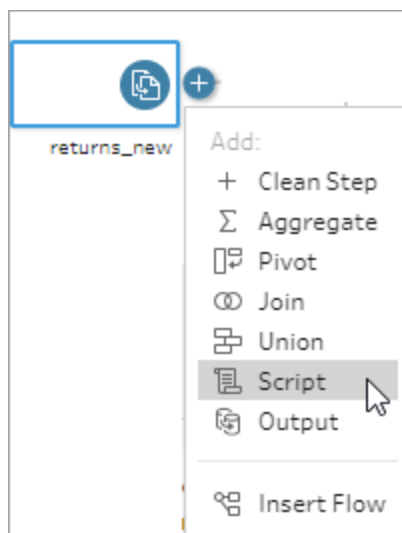 returns_new
Add:
Clean Step
Aggregate
Pivot
Join
Union
Script
Output
Insert Flow